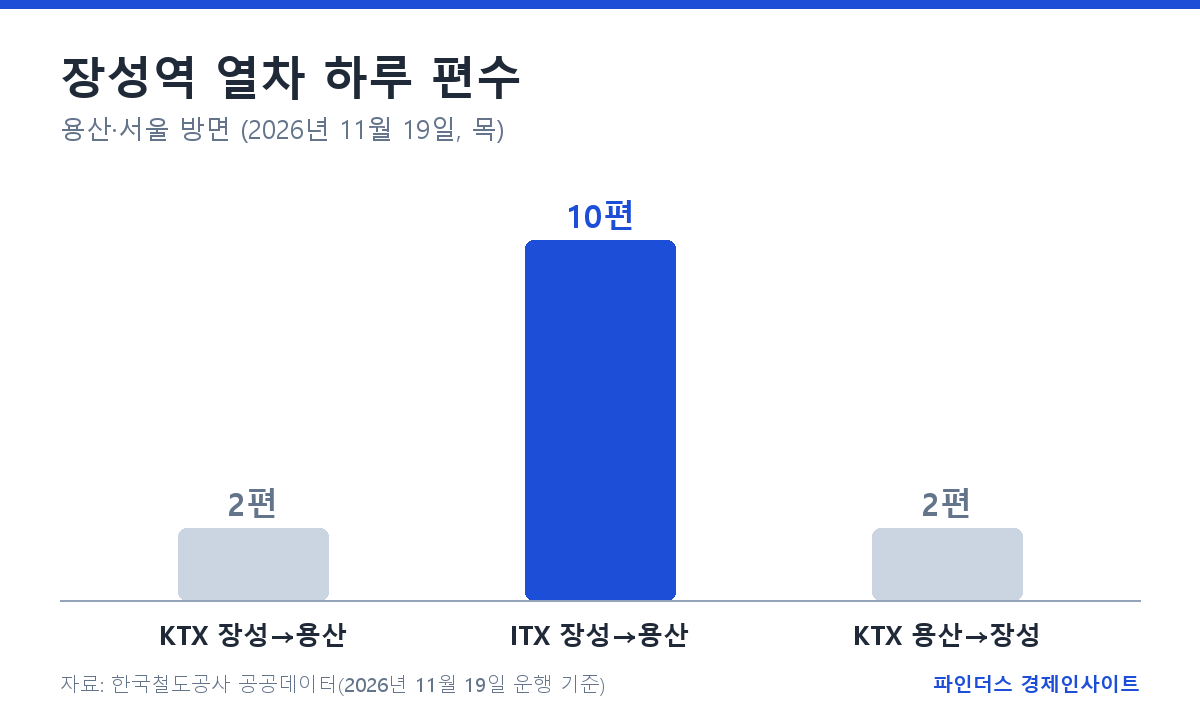 장성역 열차 하루 편수
용산·서울 방면 (2026년 11월 19일, 목)
10편
2편
2편
KTX 장성→용산
ITX 장성→용산
KTX 용산→장성
자료: 한국철도공사 공공데이터(2026년 11월 19일 운행 기준)
파인더스 경제인사이트